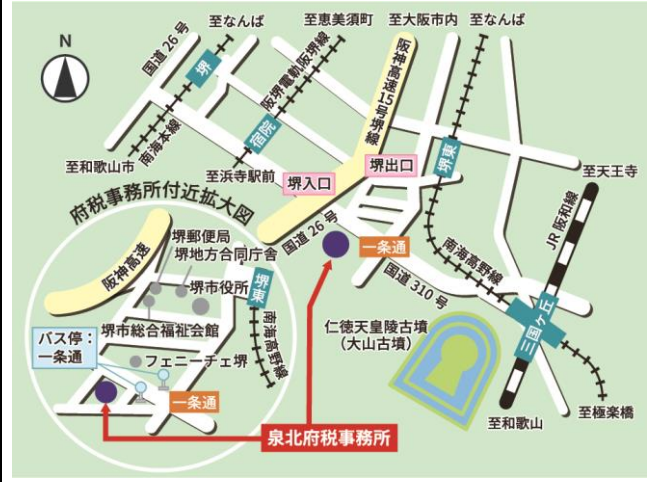 至なんば
至恵美須町
至大阪市内
至なんば
N
国道26号
堺
阪堺電軌阪堺線
阪神高速15号堺線
南海本線
宿院
堺東
至和歌山市
至浜寺駅前
堺入口
堺出口
至天王寺
JR阪和線
府税事務所付近拡大図
国道26号
一条通
南海高野線
堺郵便局
堺地方合同庁舎
阪神高速
堺市役所
堺東
国道310号
三国ヶ丘
堺市総合福祉会館
南海高野線
仁徳天皇陵古墳
(大山古墳)
バス停:
一条通
フェニーチェ堺
一条通
至和歌山
至極楽橋
泉北府税事務所